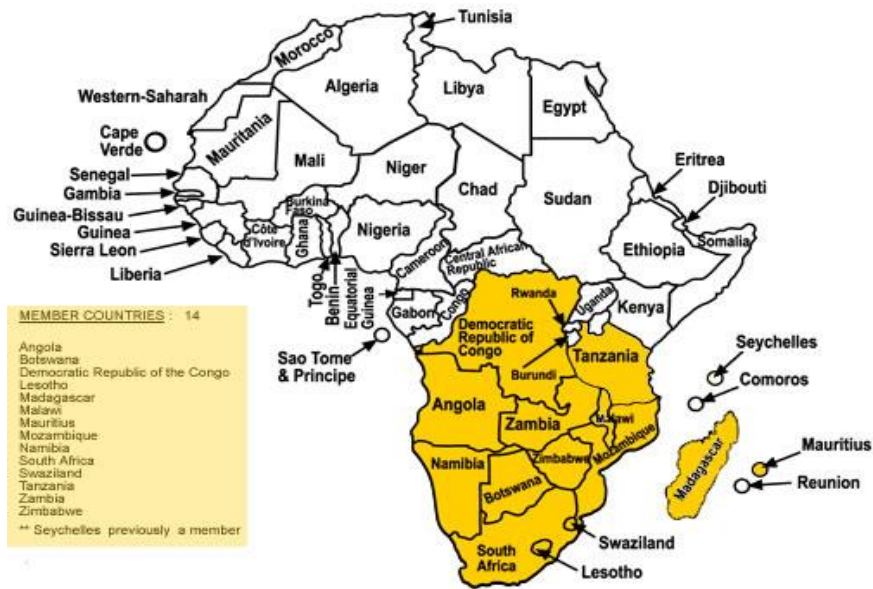 Tunisia
Morocco
Algeria
Libya
Egypt
Western-Saharah
Cape
Verde
Mauritania
Mali
Niger
Chad
Sudan
Eritrea
Djibouti
Senegal
Gambia
Guinea-Bissau
Guinea
Sierra Leon
Liberia
Burkina
Faso
Côte
d'Ivoire
Ghana
Togo
Benin
Nigeria
Cameroon
Central African
Republic
Ethiopia
Somalia
Equatorial
Guinea
Gabon
Congo
Uganda
Kenya
Rwanda
Democratic
Republic of
Congo
Burundi
Tanzania
Sao Tome
& Principe
Seychelles
Comoros
Angola
Zambia
Malawi
Mozambique
Madagascar
Mauritius
Reunion
Namibia
Botswana
Zimbabwe
South
Africa
Swaziland
Lesotho
MEMBER COUNTRIES : 14
Angola
Botswana
Democratic Republic of the Congo
Lesotho
Madagascar
Malawi
Mauritius
Mozambique
Namibia
South Africa
Swaziland
Tanzania
Zambia
Zimbabwe
** Seychelles previously a member